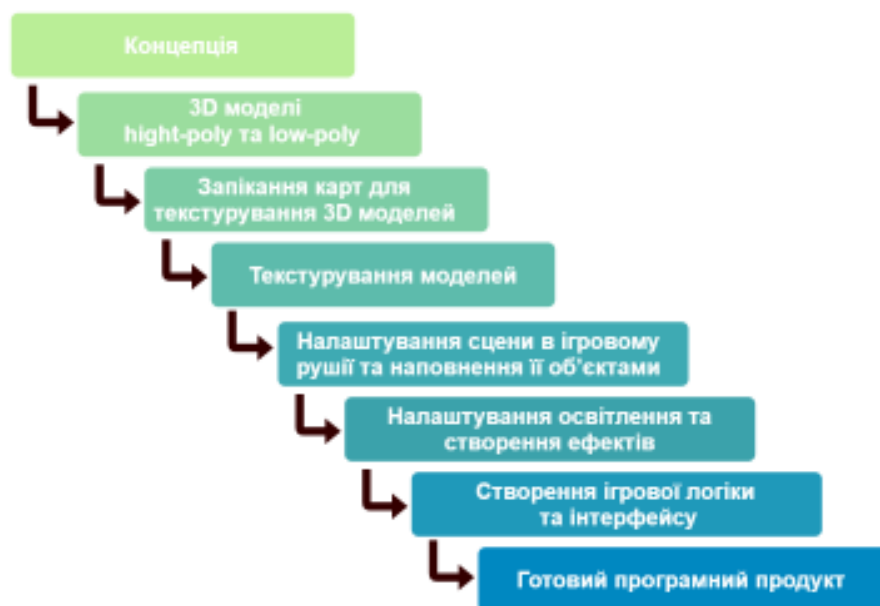 Концепція
3D моделі
hight-poly та low-poly
Запікання карт для
текстурування 3D моделей
Текстурування моделей
Налаштування сцени в ігровому
рушії та наповнення її об'єктами
Налаштування освітлення та
створення ефектів
Створення ігрової логіки
та інтерфейсу
Готовий програмний продукт